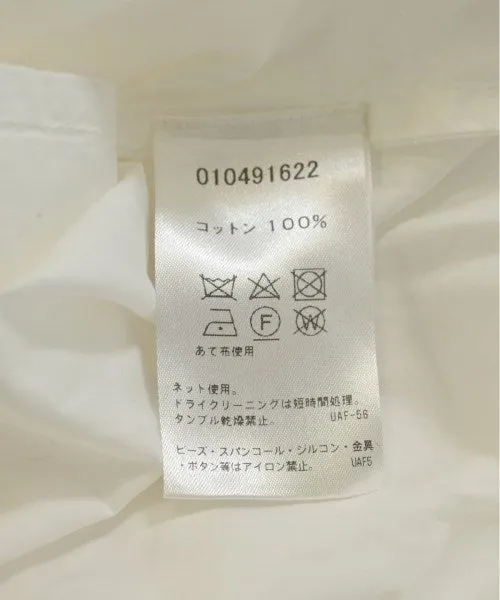 010491622
コットン 100%
F W
あて布使用
ネット使用。
ドライクリーニングは短時間処理。
タンブル乾燥禁止。 UAF-56
ビーズ・スパンコール・シルコン・金具
・ボタン等はアイロン禁止。 UAF5